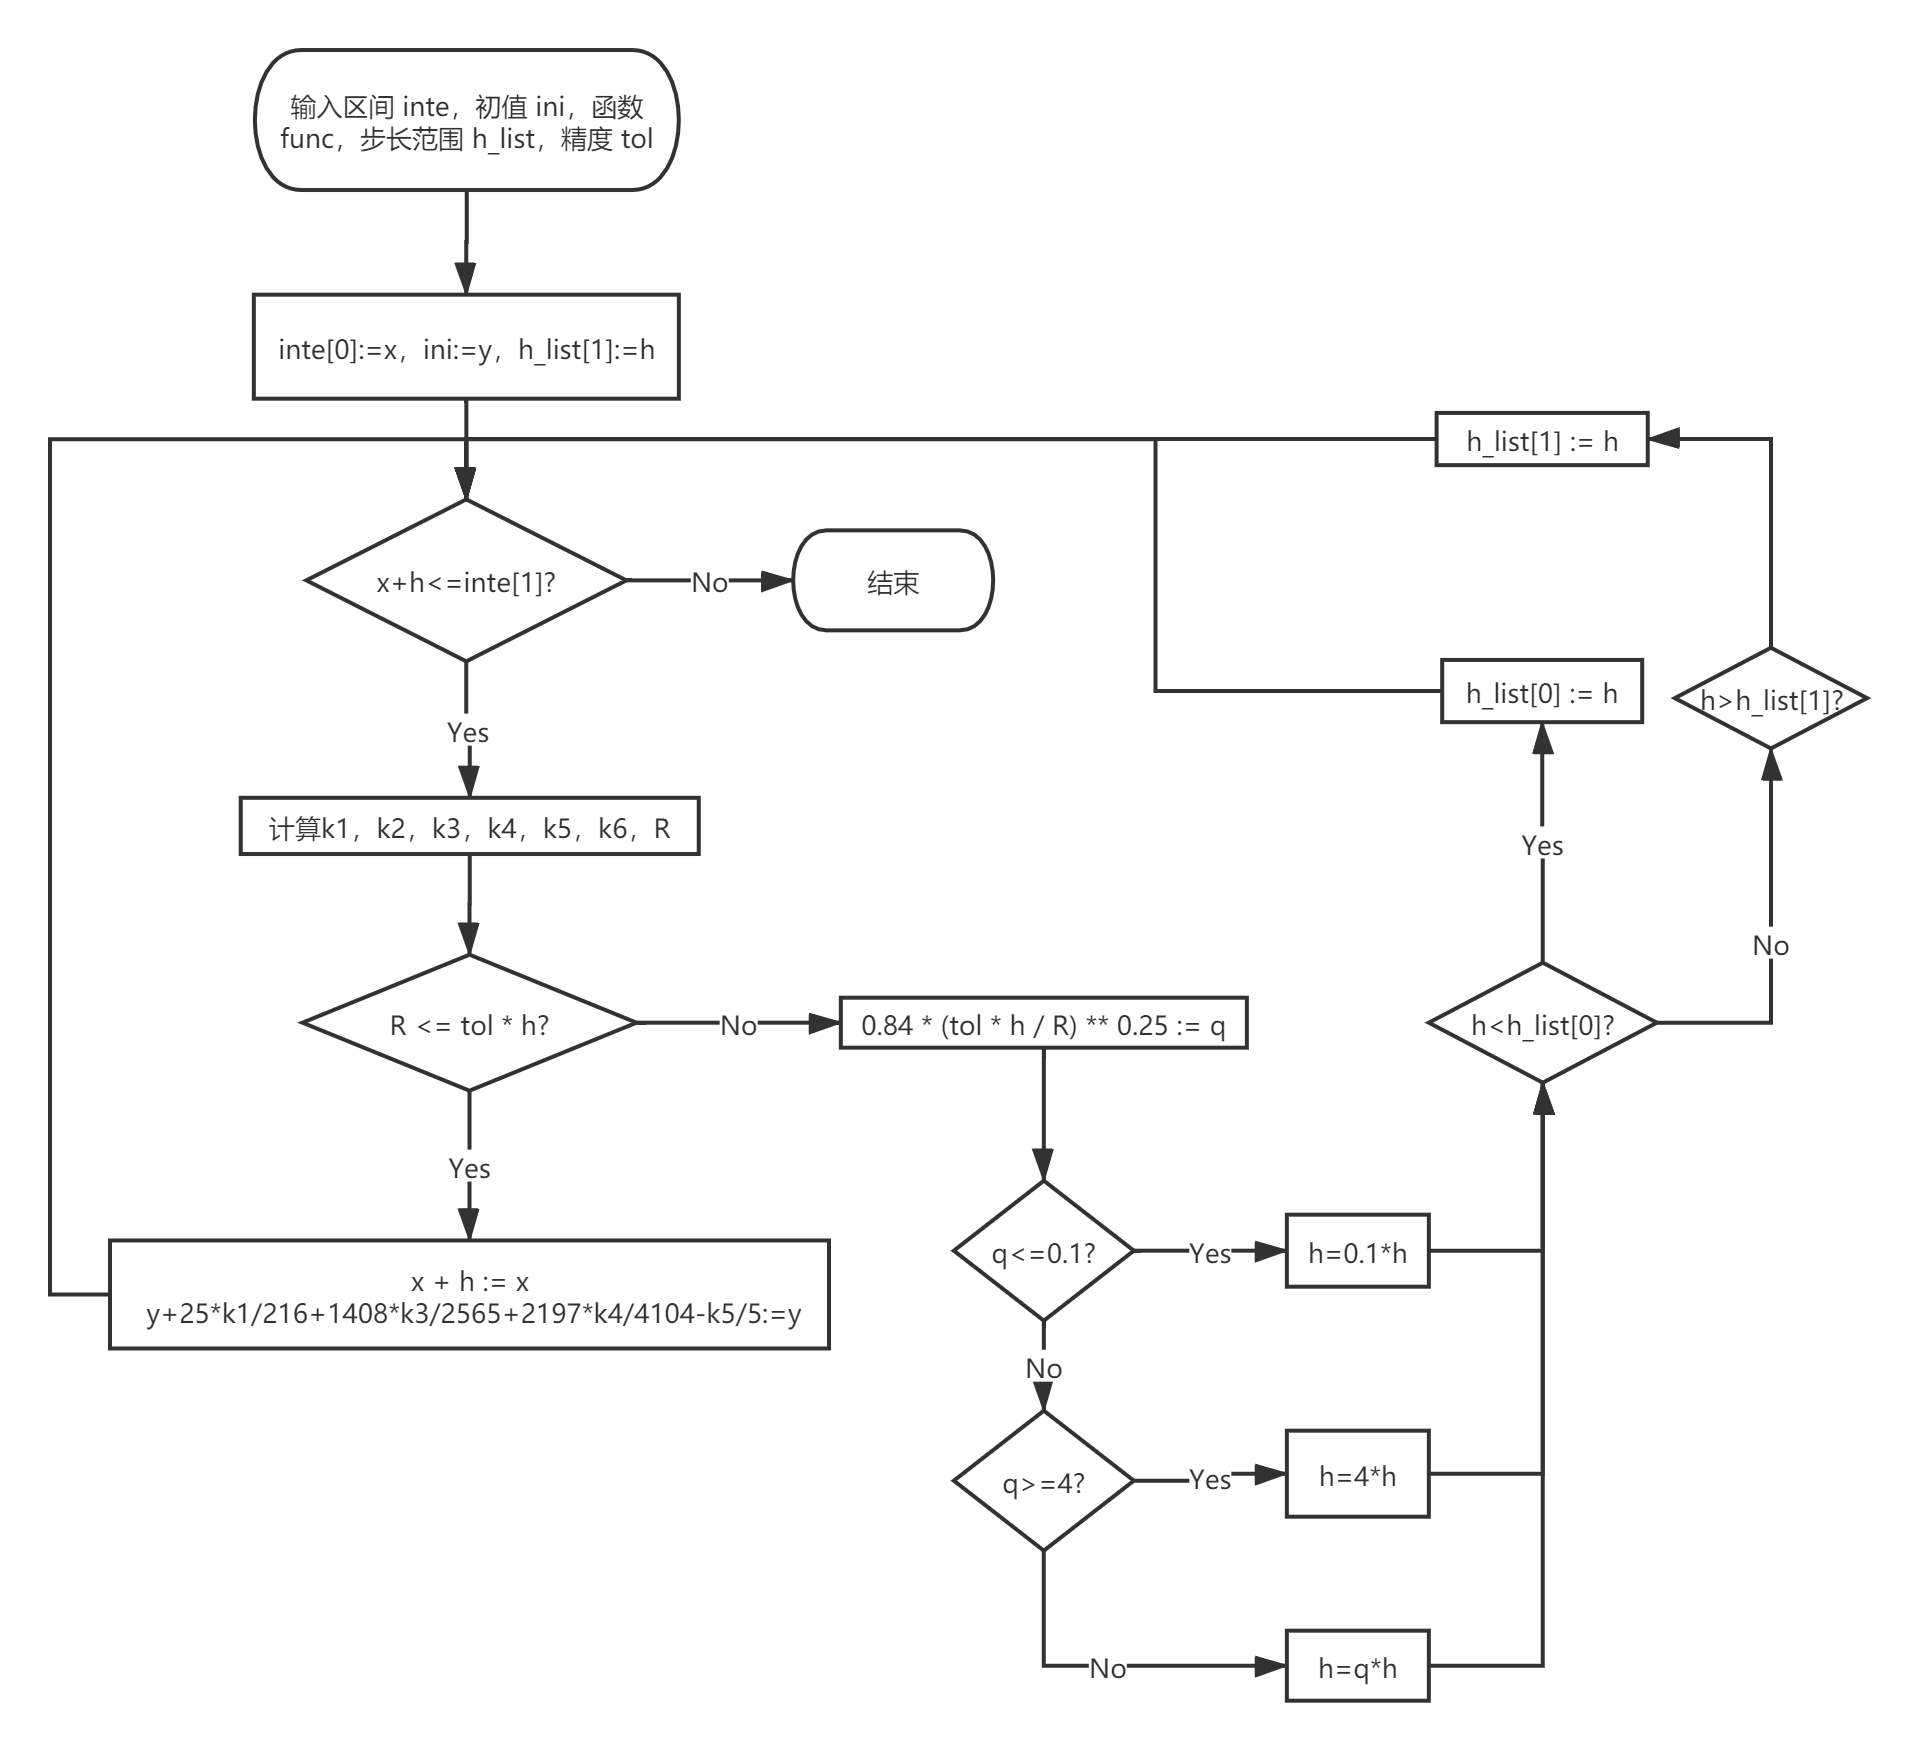 输入区间 inte，初值 ini，函数
func，步长范围 h_list，精度 tol
inte[0]:=x，ini:=y，h_list[1]:=h
h_list[1] := h
x+h<=inte[1]?
No
结束
h_list[0] := h
h>h_list[1]?
Yes
计算k1，k2，k3，k4，k5，k6，R
Yes
No
R <= tol * h?
No
0.84 * (tol * h / R) ** 0.25 := q
h<h_list[0]?
Yes
q<=0.1?
Yes
h=0.1*h
x + h := x
y+25*k1/216+1408*k3/2565+2197*k4/4104-k5/5:=y
No
q>=4?
Yes
h=4*h
No
h=q*h